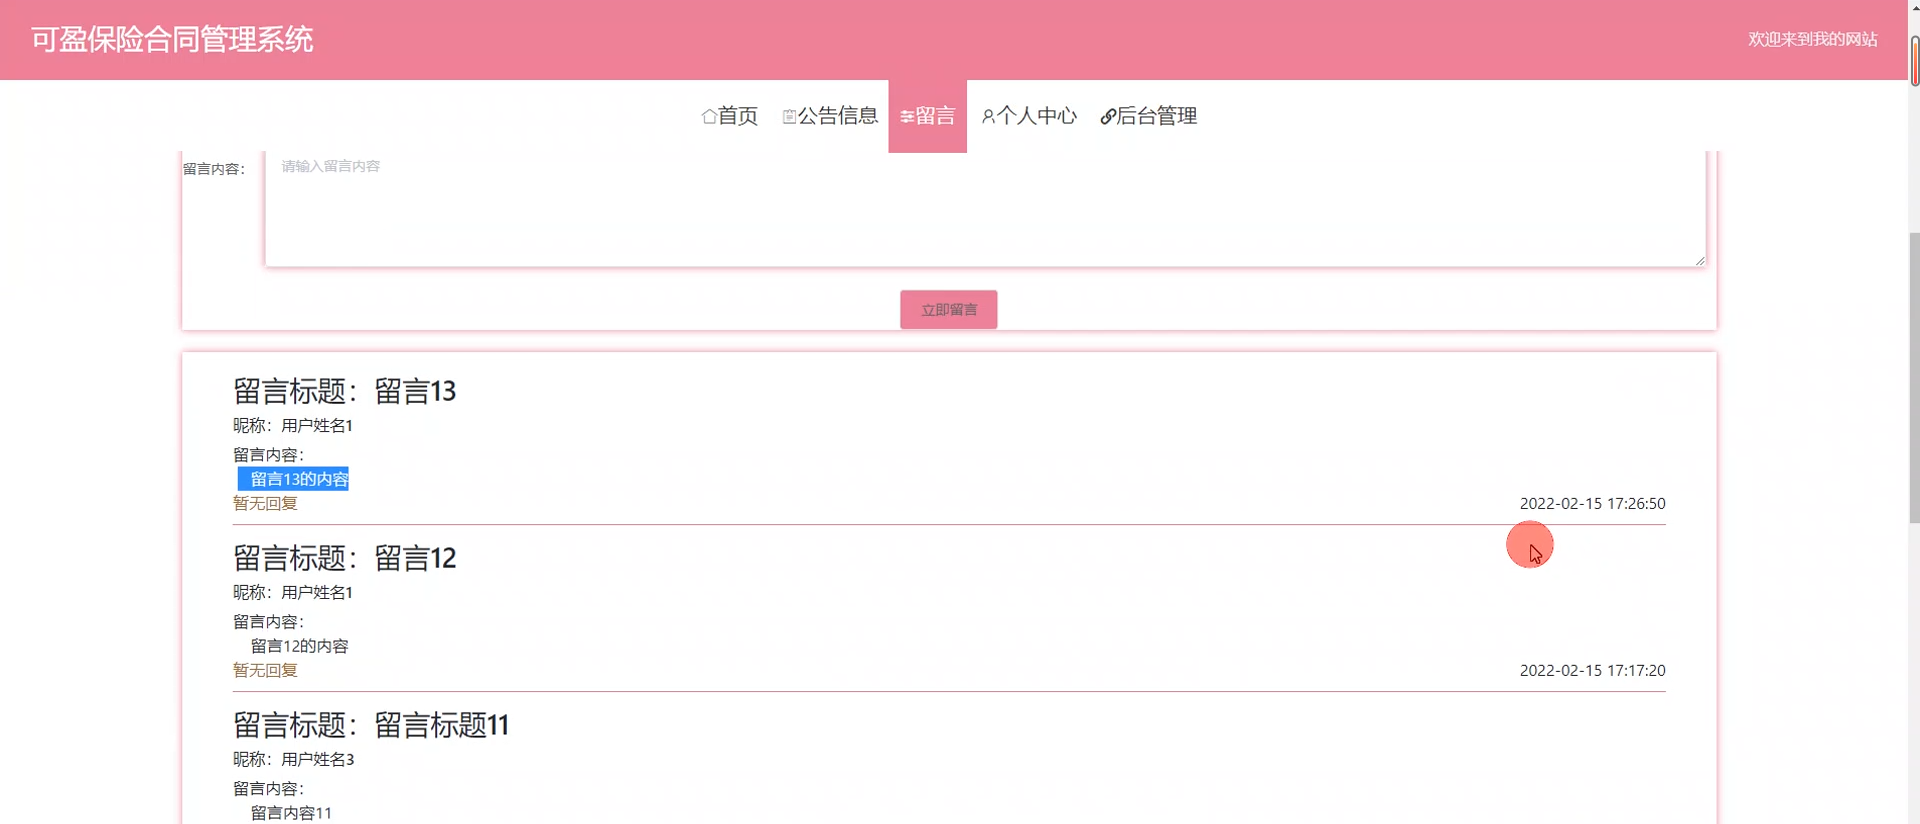 可盈保险合同管理系统
欢迎来到我的网站
首页 公告信息 留言 个人中心 后台管理
留言内容：
请输入留言内容
立即留言
留言标题：留言13
昵称：用户姓名1
留言内容：
留言13的内容
暂无回复
2022-02-15 17:26:50
留言标题：留言12
昵称：用户姓名1
留言内容：
留言12的内容
暂无回复
2022-02-15 17:17:20
留言标题：留言标题11
昵称：用户姓名3
留言内容：
留言内容11